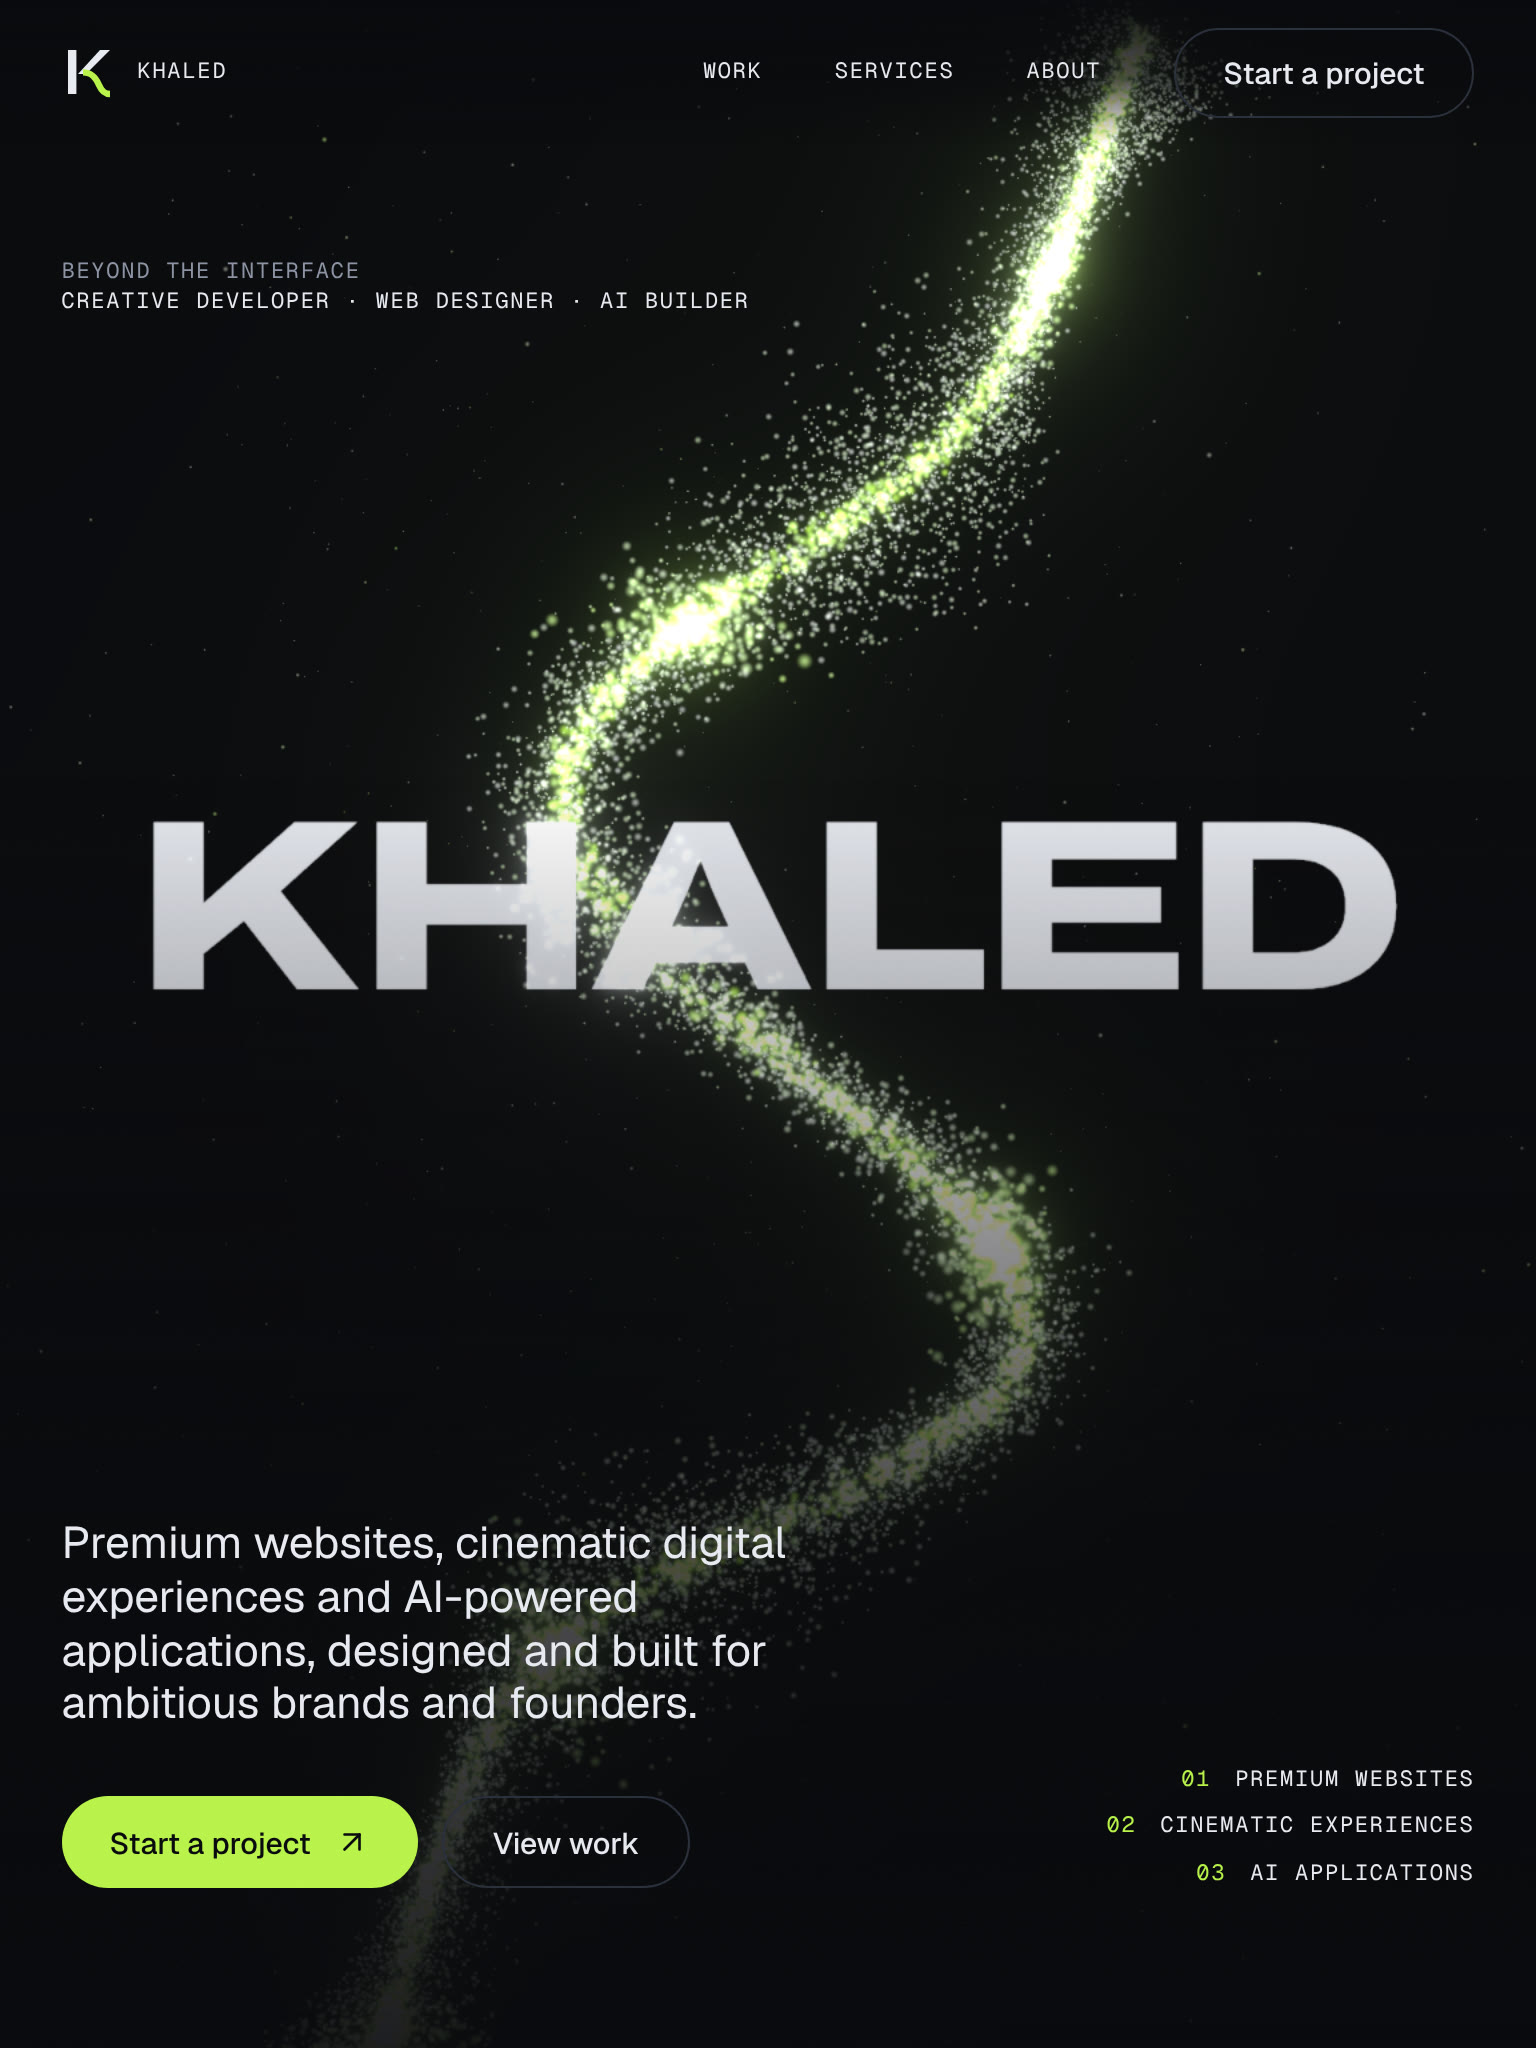 KHALED
WORK
SERVICES
ABOUT
Start a project
BEYOND THE INTERFACE
CREATIVE DEVELOPER · WEB DESIGNER · AI BUILDER
KHALED
Premium websites, cinematic digital
experiences and AI-powered
applications, designed and built for
ambitious brands and founders.
Start a project
View work
01 PREMIUM WEBSITES
02 CINEMATIC EXPERIENCES
03 AI APPLICATIONS